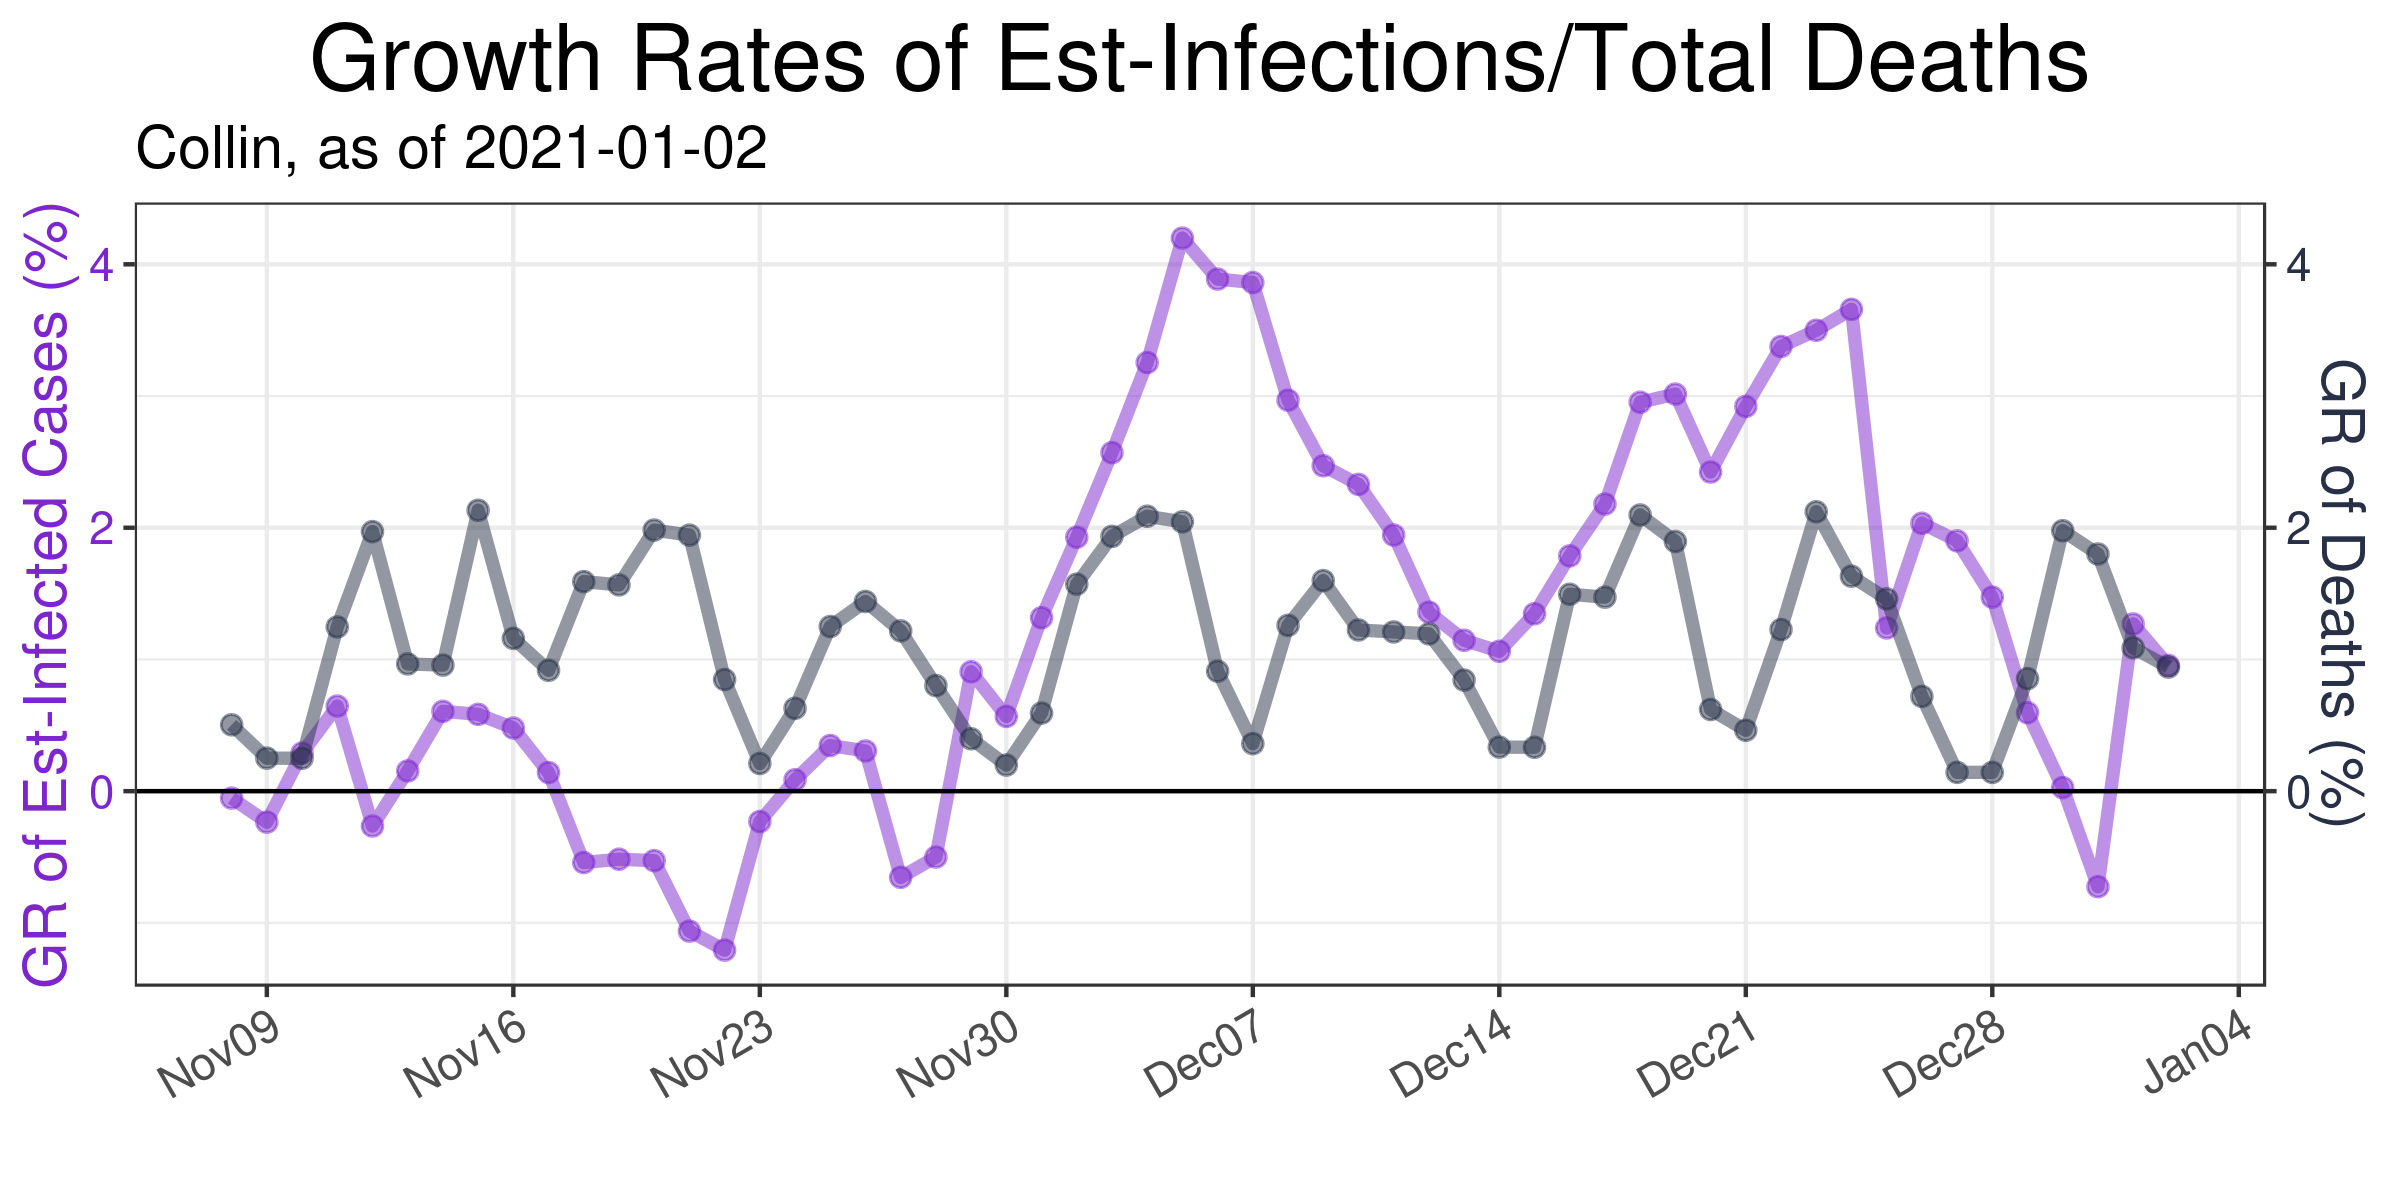 Growth Rates of Est-Infections/Total Deaths
Collin, as of 2021-01-02
GR of Est-Infected Cases (%)
4
2
0
4
2
0
GR of Deaths (%)
Nov09
Nov16
Nov23
Nov30
Dec07
Dec14
Dec21
Dec28
Jan04